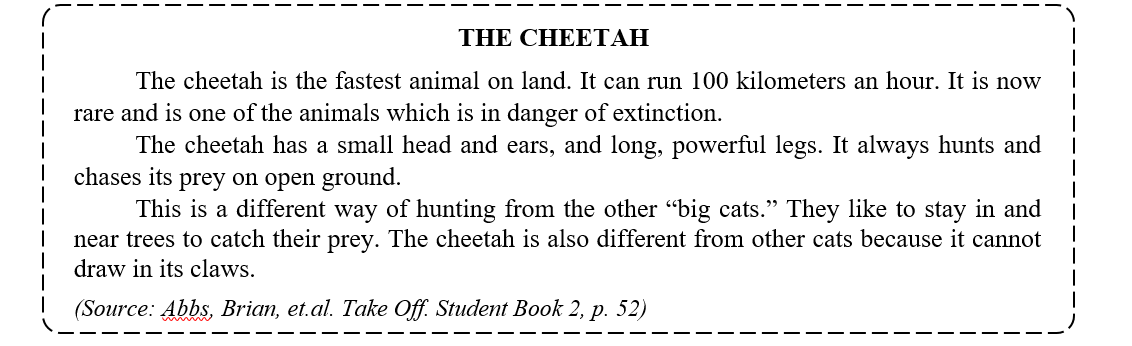 THE CHEETAH
The cheetah is the fastest animal on land. It can run 100 kilometers an hour. It is now
rare and is one of the animals which is in danger of extinction.
The cheetah has a small head and ears, and long, powerful legs. It always hunts and
chases its prey on open ground.
This is a different way of hunting from the other “big cats.” They like to stay in and
near trees to catch their prey. The cheetah is also different from other cats because it cannot
draw in its claws.
(Source: Abbs, Brian, et.al. Take Off. Student Book 2, p. 52)